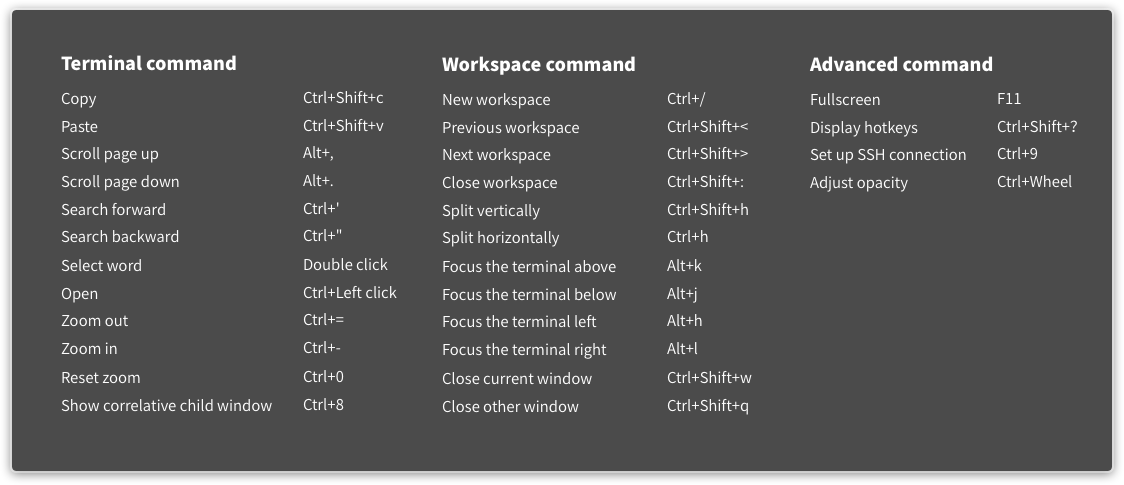 Terminal command
Copy Ctrl+Shift+c
Paste Ctrl+Shift+v
Scroll page up Alt+,
Scroll page down Alt+.
Search forward Ctrl+'
Search backward Ctrl+"
Select word Double click
Open Ctrl+Left click
Zoom out Ctrl+=
Zoom in Ctrl+-
Reset zoom Ctrl+0
Show correlative child window Ctrl+8
Workspace command
New workspace Ctrl+/
Previous workspace Ctrl+Shift+<
Next workspace Ctrl+Shift+>
Close workspace Ctrl+Shift+:
Split vertically Ctrl+Shift+h
Split horizontally Ctrl+h
Focus the terminal above Alt+k
Focus the terminal below Alt+j
Focus the terminal left Alt+h
Focus the terminal right Alt+l
Close current window Ctrl+Shift+w
Close other window Ctrl+Shift+q
Advanced command
Fullscreen F11
Display hotkeys Ctrl+Shift+?
Set up SSH connection Ctrl+9
Adjust opacity Ctrl+Wheel